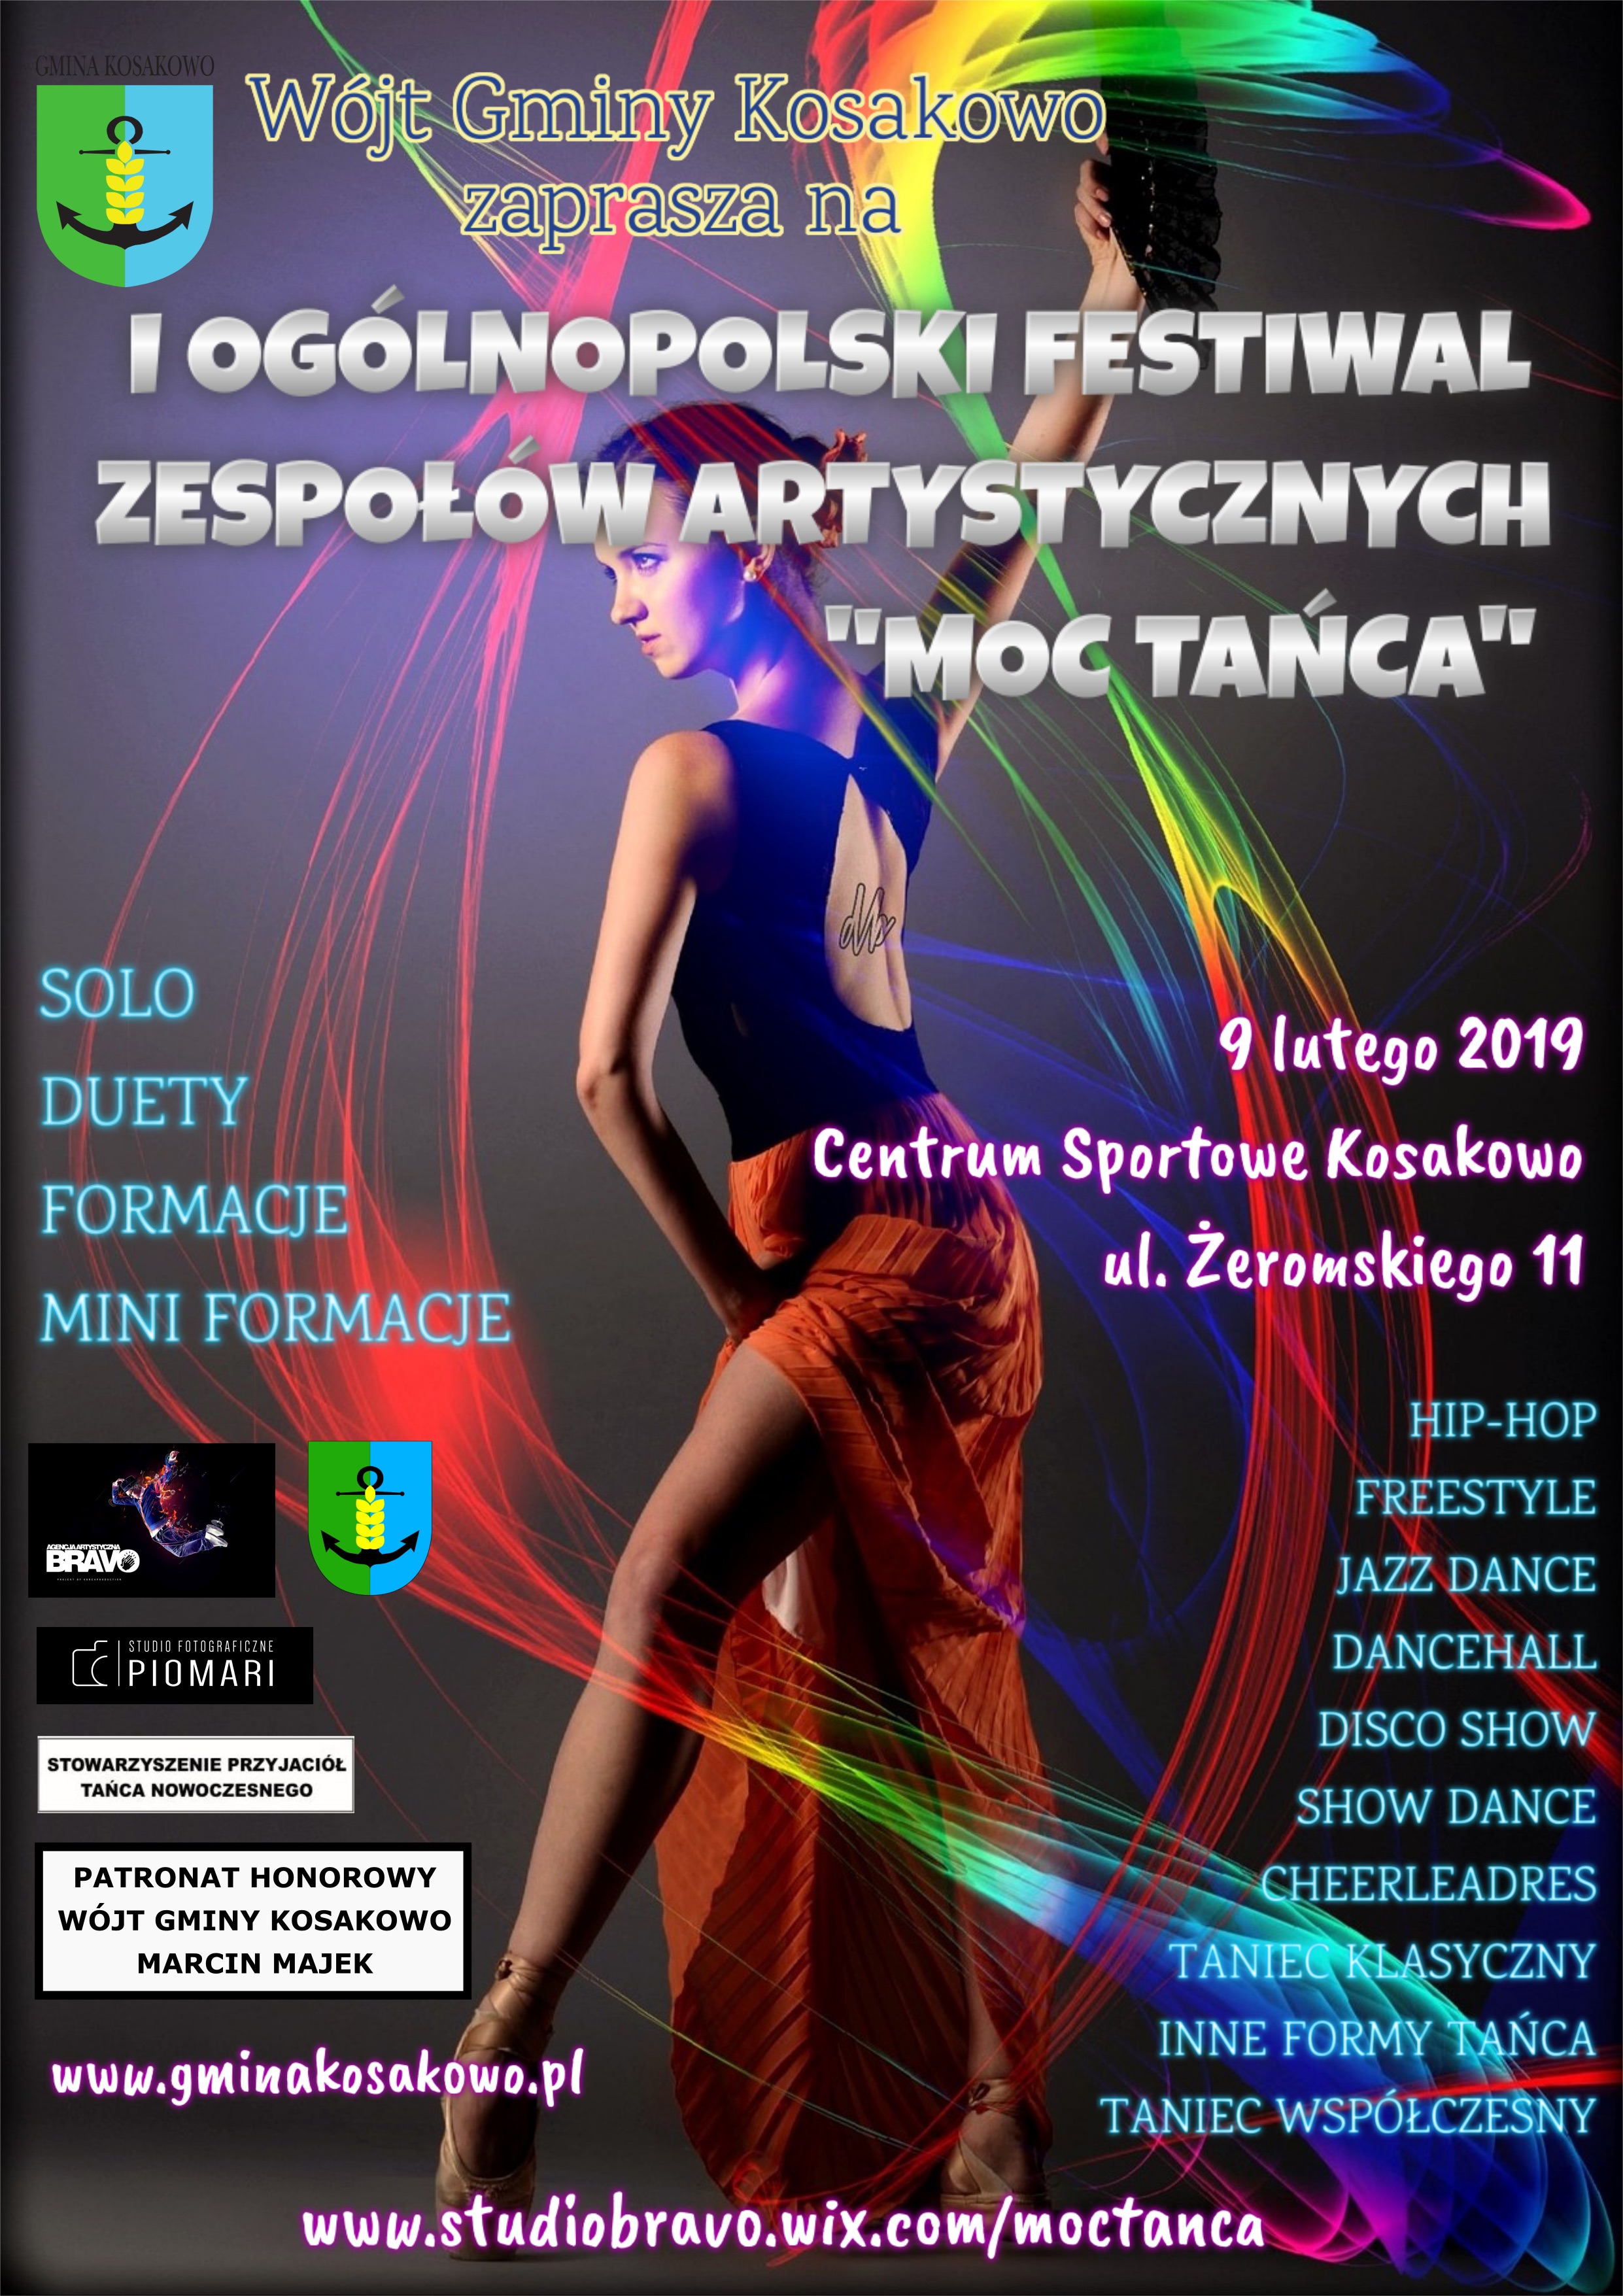 GMINA KOSAKOWO
Wójt Gminy Kosakowo
zaprasza na
I OGÓLNOPOLSKI FESTIWAL
ZESPOŁÓW ARTYSTYCZNYCH
"MOC TAŃCA"
SOLO
DUETY
FORMACJE
MINI FORMACJE
9 lutego 2019
Centrum Sportowe Kosakowo
ul. Żeromskiego 11
HIP-HOP
FREESTYLE
JAZZ DANCE
DANCEHALL
DISCO SHOW
SHOW DANCE
CHEERLEADRES
TANIEC KLASYCZNY
INNE FORMY TAŃCA
TANIEC WSPÓŁCZESNY
AGENCJA ARTYSTYCZNA
BRAVO
STUDIO FOTOGRAFICZNE
PIOMARI
STOWARZYSZENIE PRZYJACIÓŁ
TAŃCA NOWOCZESNEGO
PATRONAT HONOROWY
WÓJT GMINY KOSAKOWO
MARCIN MAJEK
www.gminakosakowo.pl
www.studiobravo.wix.com/moctanca